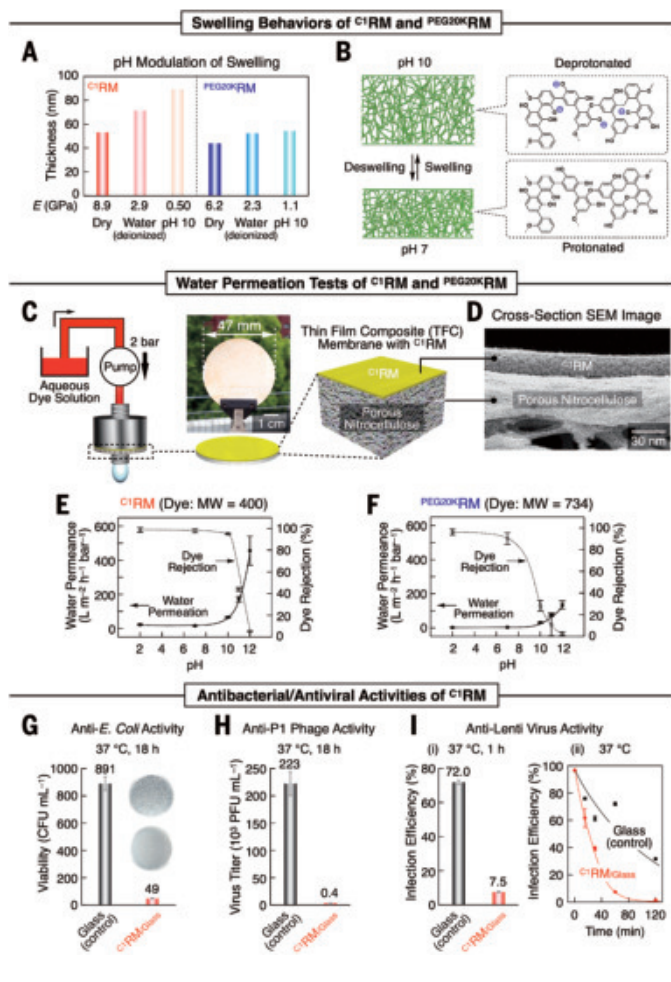 Swelling Behaviors of C1RM and PEG20KRM
A
pH Modulation of Swelling
C1RM
PEG20KRM
Thickness (nm)
100
80
60
40
20
0
E (GPa)
8.9 2.9 0.50 6.2 2.3 1.1
Dry Water pH 10 Dry Water pH 10
(deionized) (deionized)
B
pH 10
Deprotonated
Deswelling Swelling
pH 7
Protonated
Water Permeation Tests of C1RM and PEG20KRM
C
2 bar
Pump
Aqueous
Dye Solution
47 mm
1 cm
Thin Film Composite (TFC)
Membrane with C1RM
C1RM
Porous
Nitrocellulose
D
Cross-Section SEM Image
C1RM
Porous Nitrocellulose
30 nm
E
C1RM (Dye: MW = 400)
Water Permeance
(L m−2 h−1 bar−1)
600
400
200
0
Dye
Rejection
Water
Permeation
100
80
60
40
20
0
Dye Rejection (%)
2 4 6 8 10 12
pH
F
PEG20KRM (Dye: MW = 734)
Water Permeance
(L m−2 h−1 bar−1)
600
400
200
0
Dye
Rejection
Water
Permeation
100
80
60
40
20
0
Dye Rejection (%)
2 4 6 8 10 12
pH
Antibacterial/Antiviral Activities of C1RM
G
Anti-E. Coli Activity
37 °C, 18 h
Viability (CFU mL−1)
1000
800
600
400
200
0
891
49
Glass
(control)
C1RM/Glass
H
Anti-P1 Phage Activity
37 °C, 18 h
Virus Titer (10³ PFU mL−1)
250
200
150
100
50
0
223
0.4
Glass
(control)
C1RM/Glass
I
Anti-Lenti Virus Activity
(i) 37 °C, 1 h
Infection Efficiency (%)
80
60
40
20
0
72.0
7.5
Glass
(control)
C1RM/Glass
(ii) 37 °C
Infection Efficiency (%)
100
80
60
40
20
0
Glass
(control)
C1RM/Glass
0 40 80 120
Time (min)